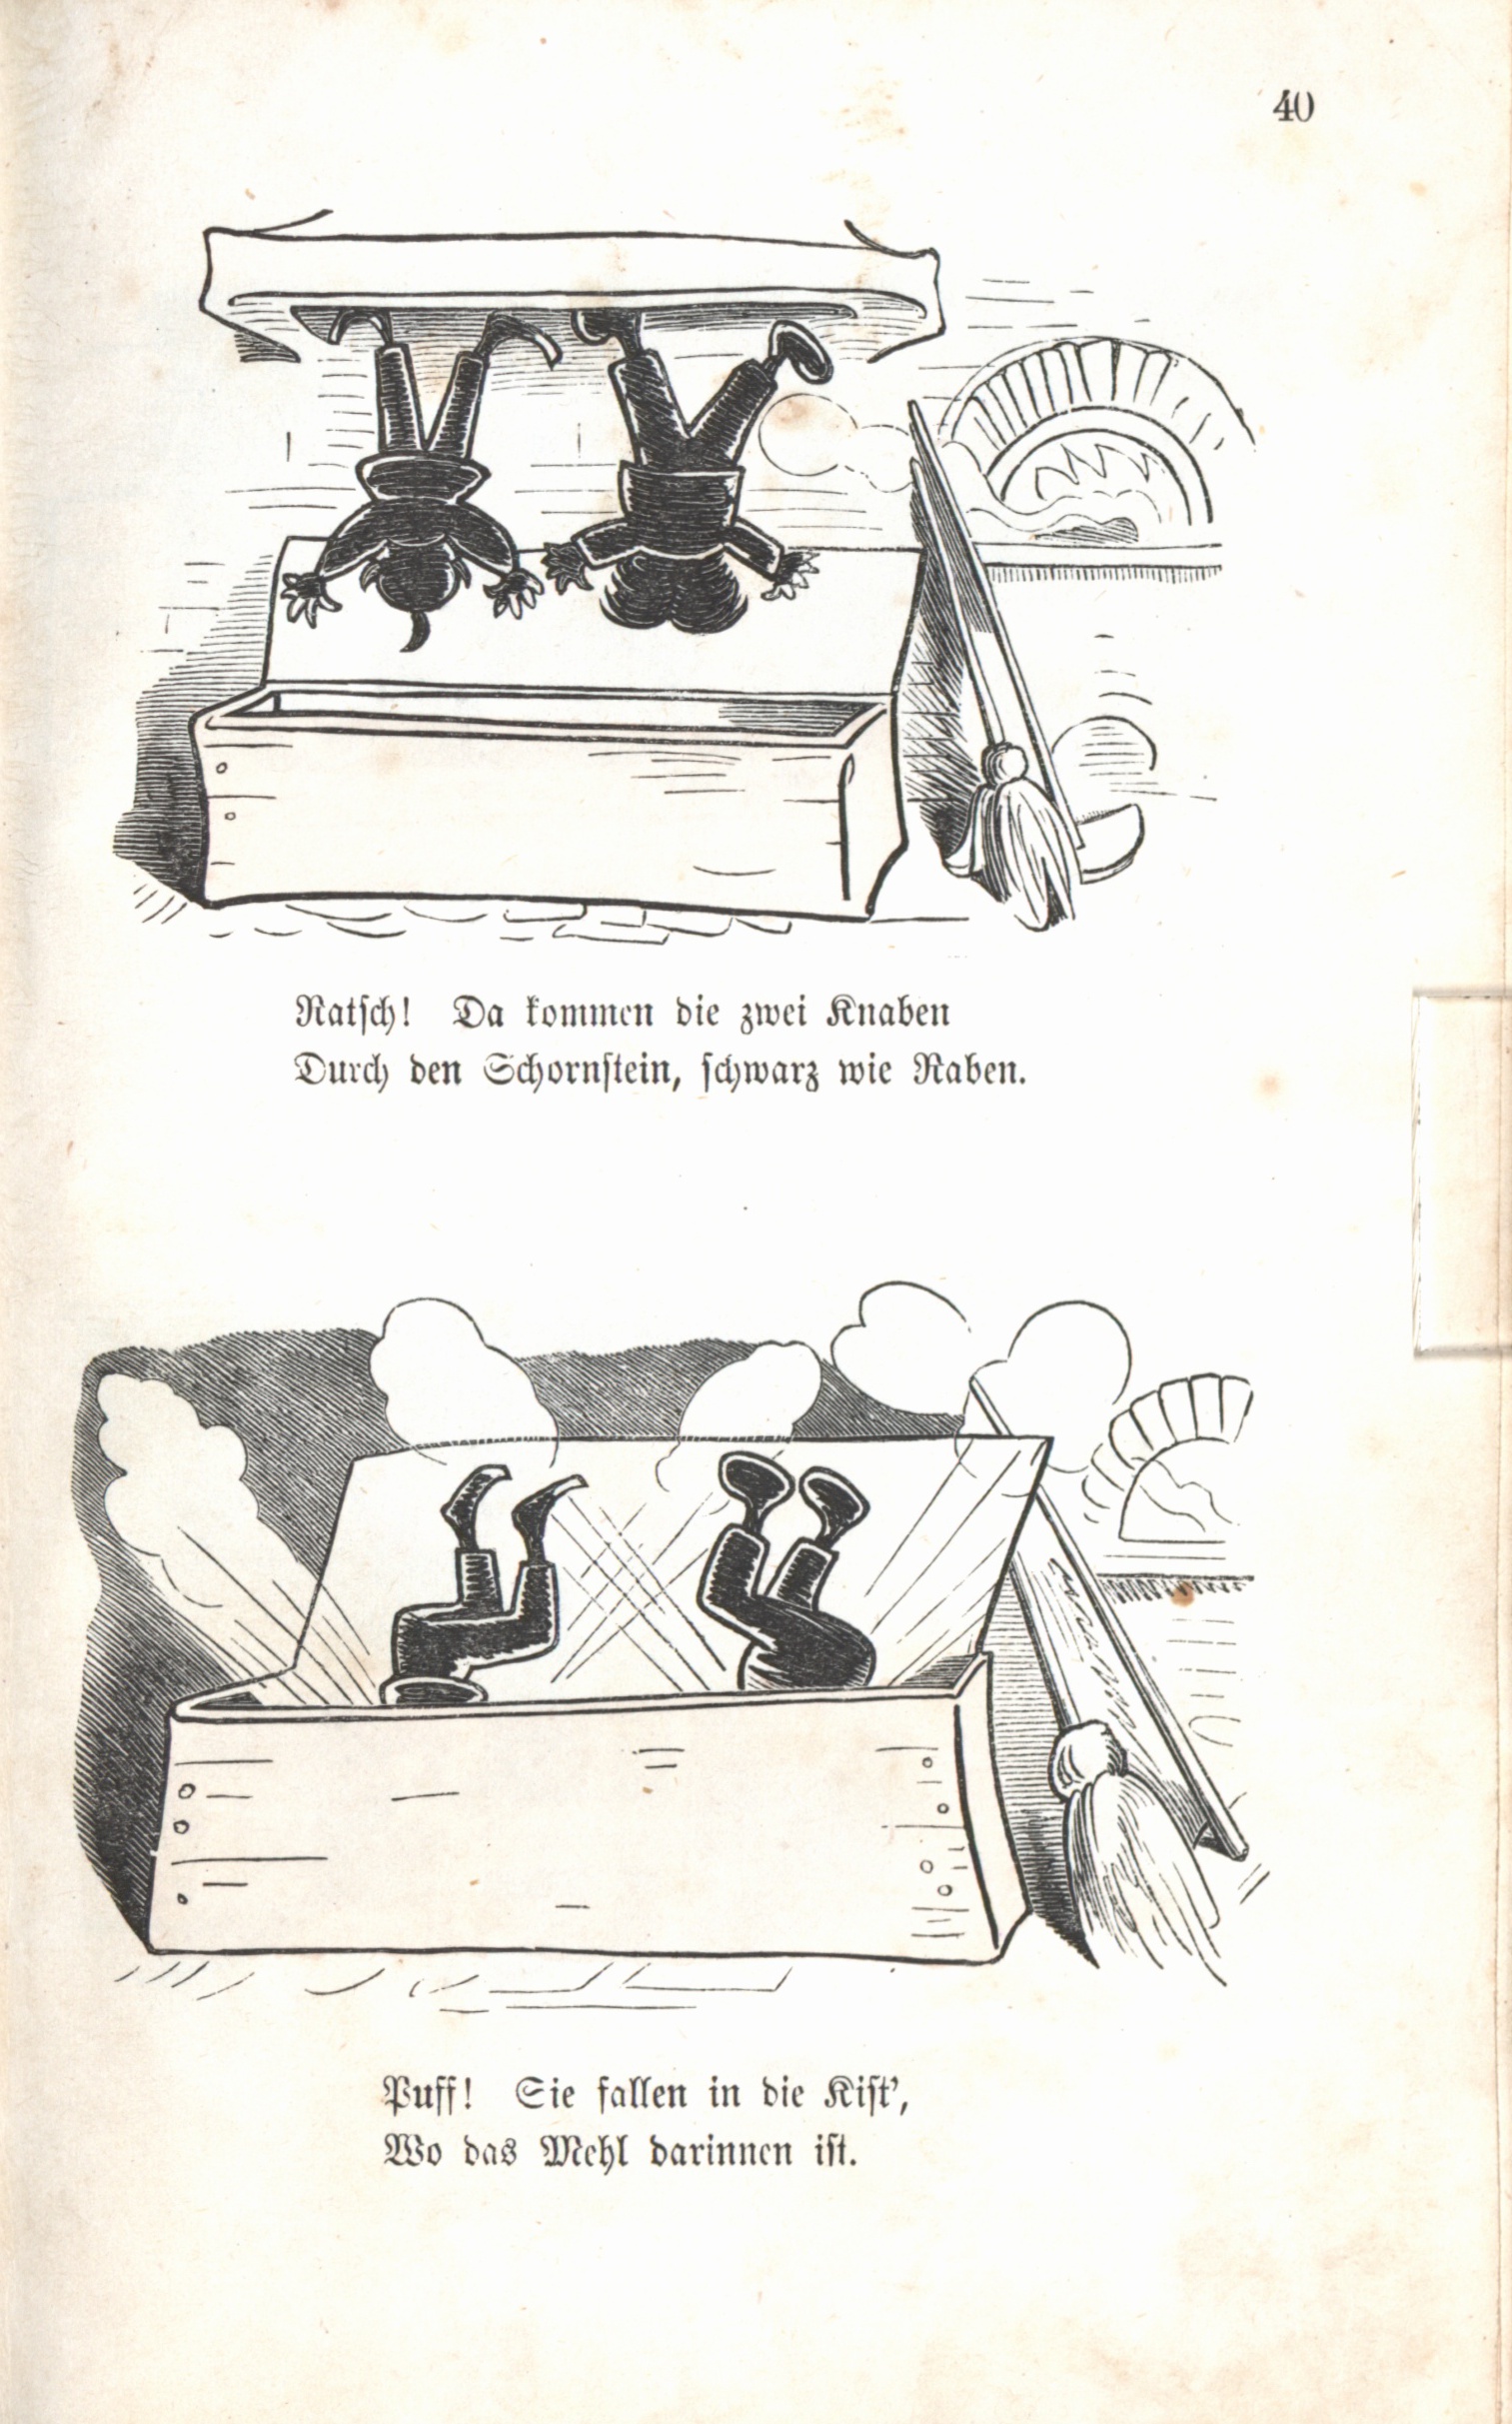 40
Ratsch! Da kommen die zwei Knaben
Durch den Schornstein, schwarz wie Raben.
Puff! Sie fallen in die Kist’,
Wo das Mehl darinnen ist.